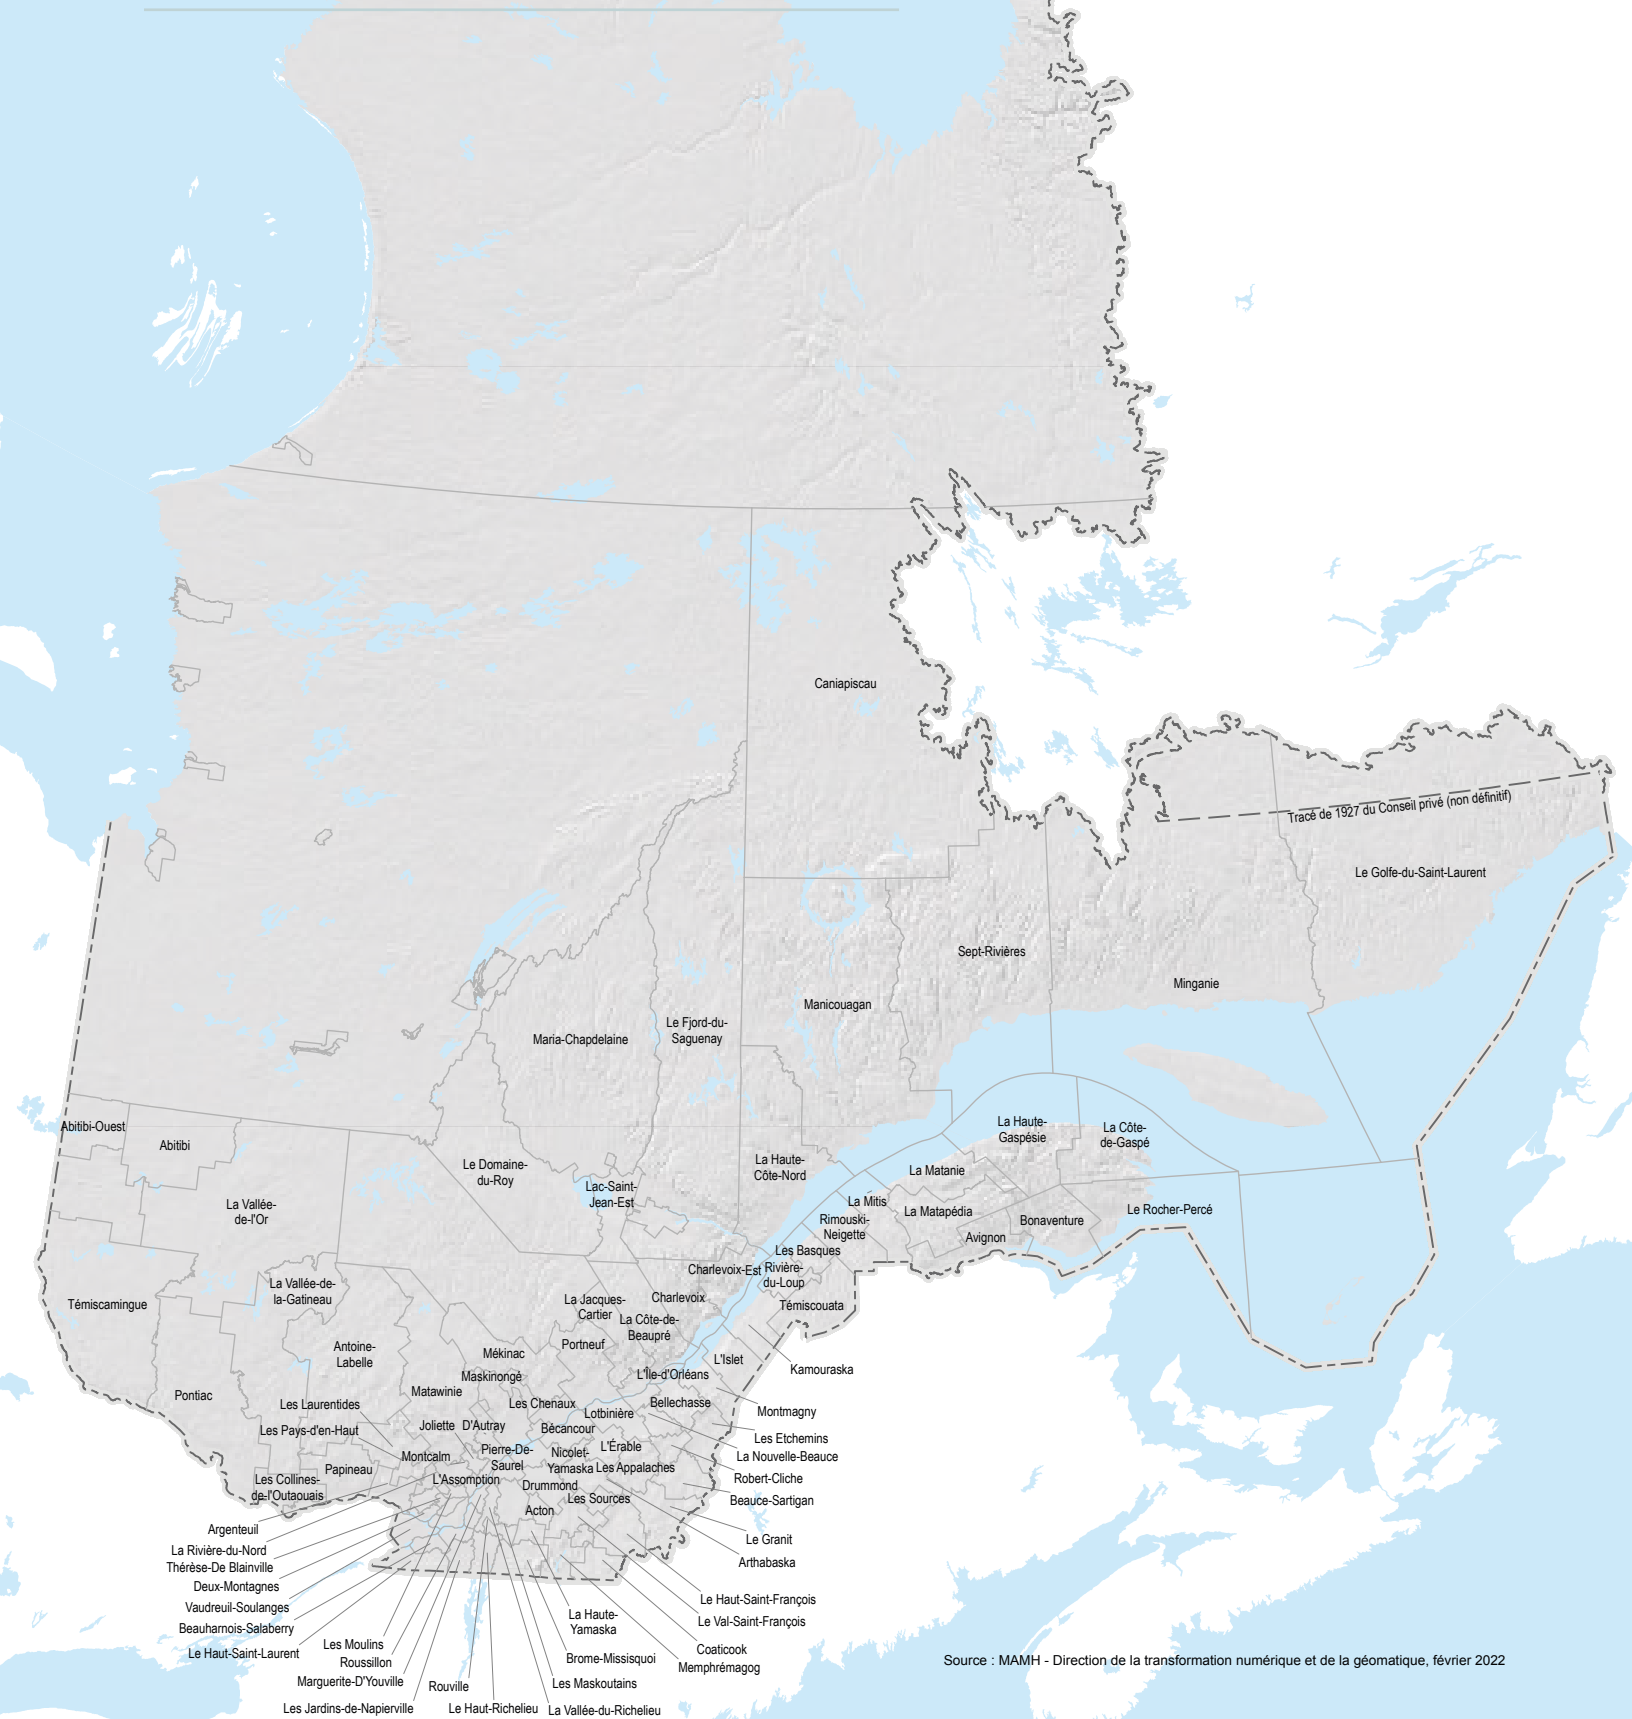 Caniapiscau
Tracé de 1927 du Conseil privé (non définitif)
Le Golfe-du-Saint-Laurent
Sept-Rivières
Minganie
Manicouagan
Le Fjord-du-
Saguenay
Maria-Chapdelaine
Abitibi-Ouest
Abitibi
La Haute-
Gaspésie
La Côte-
de-Gaspé
La Haute-
Côte-Nord
La Matanie
Le Domaine-
du-Roy
Lac-Saint-
Jean-Est
La Vallée-
de-l'Or
La Mitis
La Matapédia
Le Rocher-Percé
Rimouski-
Neigette
Bonaventure
Avignon
Les Basques
Charlevoix-Est
Rivière-
du-Loup
La Vallée-de-
la-Gatineau
Témiscamingue
La Jacques-
Cartier
Charlevoix
Témiscouata
La Côte-de-
Beaupré
Antoine-
Labelle
Portneuf
Mékinac
L'Islet
Kamouraska
Maskinongé
L'Île-d'Orléans
Pontiac
Matawinie
Les Laurentides
Les Chenaux
Bellechasse
Lotbinière
Montmagny
Joliette
D'Autray
Bécancour
Les Pays-d'en-Haut
Les Etchemins
Montcalm
Pierre-De-
Saurel
Nicolet-
Yamaska
L'Érable
La Nouvelle-Beauce
Papineau
Les Appalaches
Les Collines-
de-l'Outaouais
L'Assomption
Robert-Cliche
Drummond
Les Sources
Beauce-Sartigan
Acton
Argenteuil
Le Granit
La Rivière-du-Nord
Arthabaska
Thérèse-De Blainville
Deux-Montagnes
Le Haut-Saint-François
Vaudreuil-Soulanges
La Haute-
Yamaska
Le Val-Saint-François
Beauharnois-Salaberry
Les Moulins
Coaticook
Le Haut-Saint-Laurent
Brome-Missisquoi
Roussillon
Memphrémagog
Source : MAMH - Direction de la transformation numérique et de la géomatique, février 2022
Marguerite-D'Youville
Les Maskoutains
Rouville
Les Jardins-de-Napierville
Le Haut-Richelieu
La Vallée-du-Richelieu